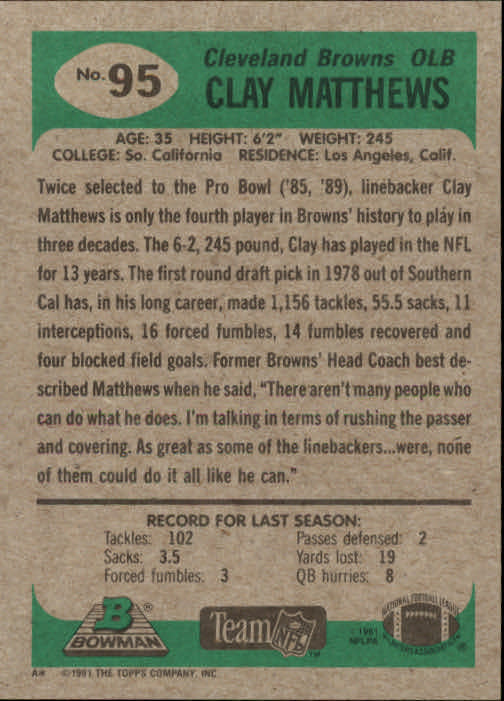 No. 95
Cleveland Browns OLB
CLAY MATTHEWS
AGE: 35 HEIGHT: 6'2" WEIGHT: 245
COLLEGE: So. California RESIDENCE: Los Angeles, Calif.
Twice selected to the Pro Bowl ('85, '89), linebacker Clay
Matthews is only the fourth player in Browns' history to play in
three decades. The 6-2, 245 pound, Clay has played in the NFL
for 13 years. The first round draft pick in 1978 out of Southern
Cal has, in his long career, made 1,156 tackles, 55.5 sacks, 11
interceptions, 16 forced fumbles, 14 fumbles recovered and
four blocked field goals. Former Browns' Head Coach best de-
scribed Matthews when he said, "There aren't many people who
can do what he does. I'm talking in terms of rushing the passer
and covering. As great as some of the linebackers...were, none
of them could do it all like he can."
RECORD FOR LAST SEASON:
Tackles: 102 Passes defensed: 2
Sacks: 3.5 Yards lost: 19
Forced fumbles: 3 QB hurries: 8
B
BOWMAN®
Team NFL™
© 1991
NFLPA
NATIONAL FOOTBALL LEAGUE
PLAYERS ASSOCIATION
A* ©1991 THE TOPPS COMPANY, INC.